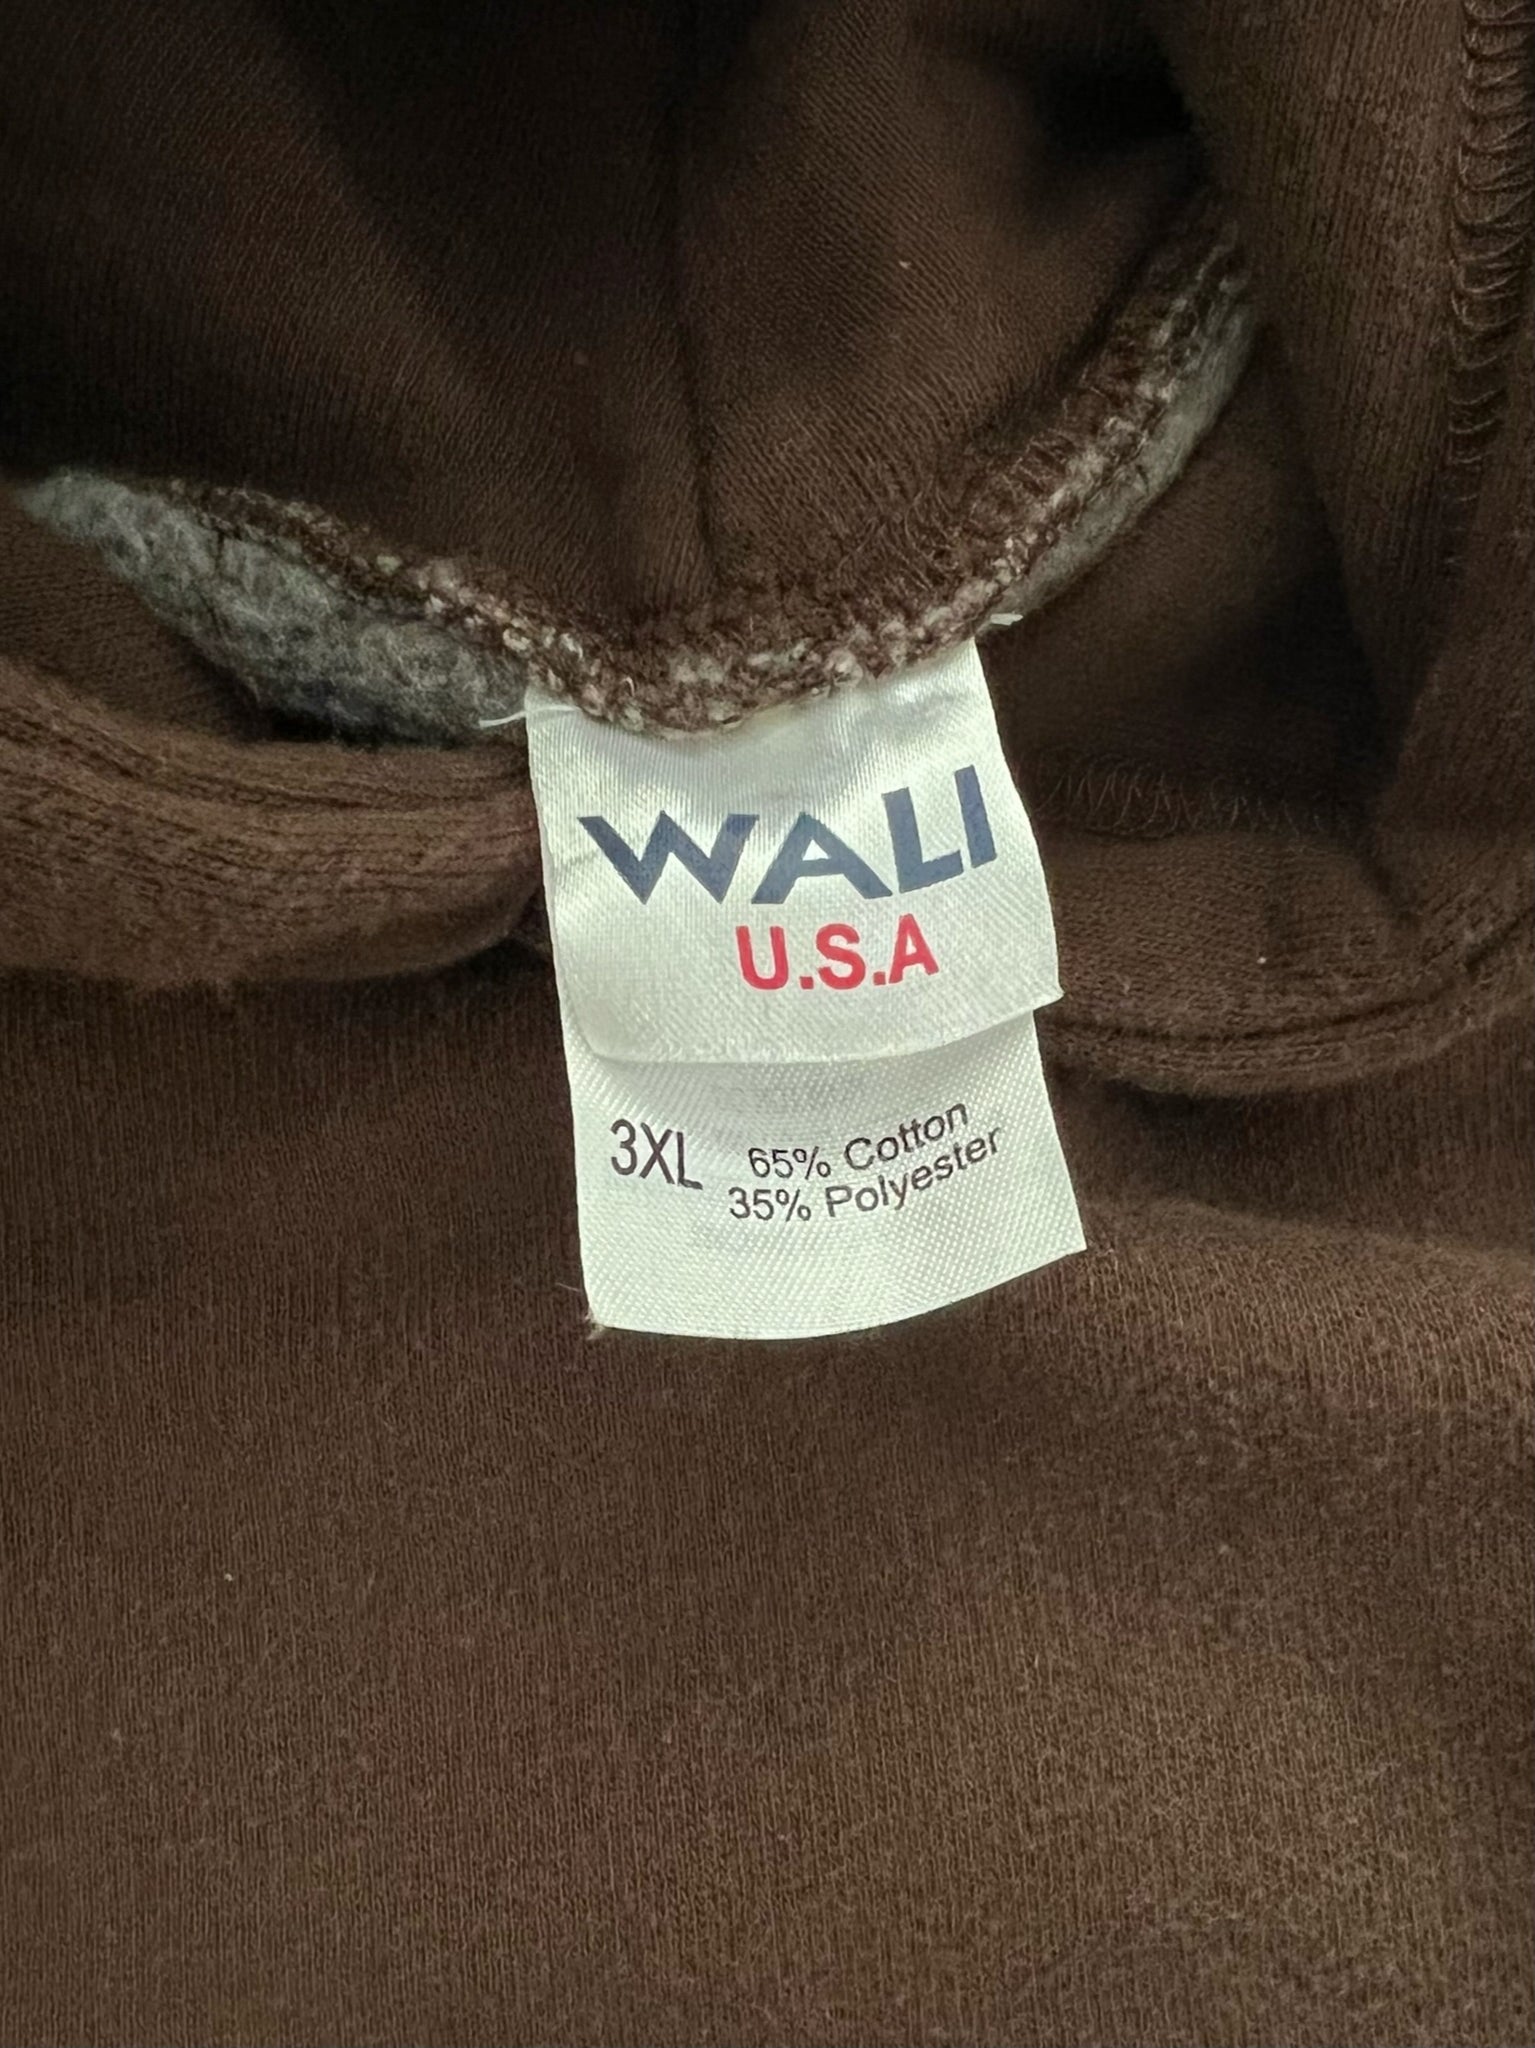 WALI
U.S.A
3XL 65% Cotton
35% Polyester